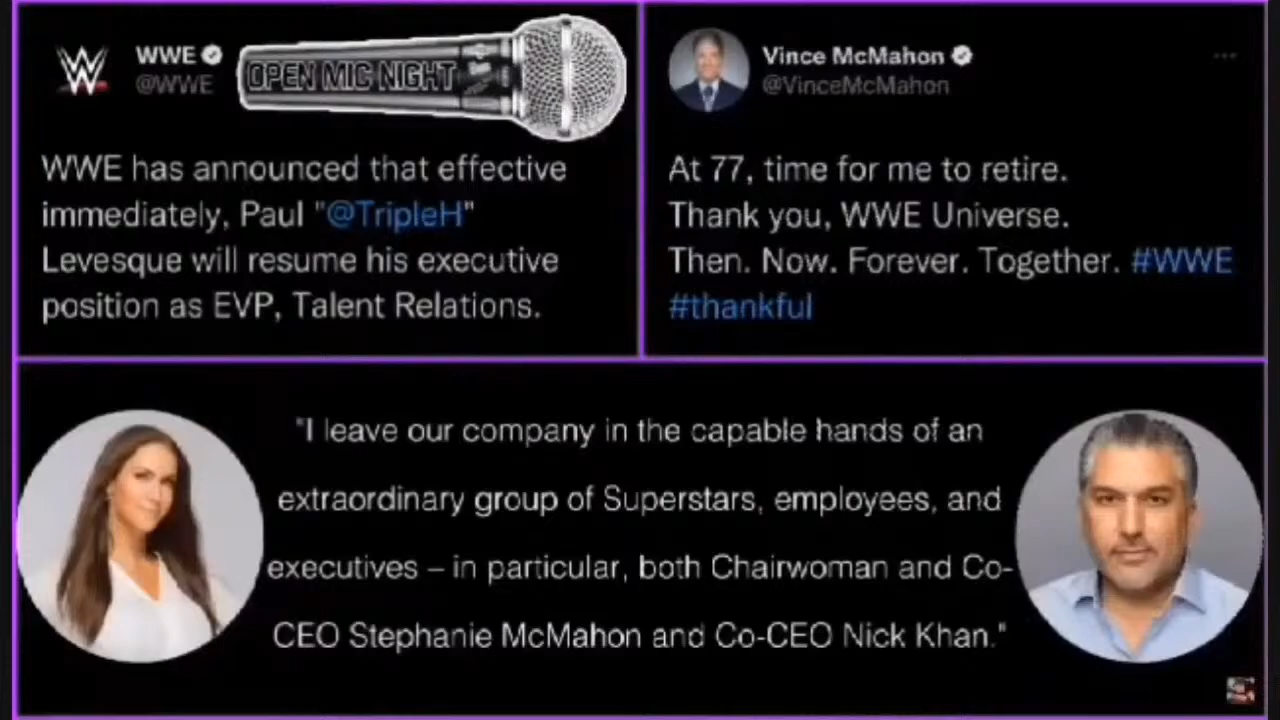 WWE
@WWE
OPEN MIC NIGHT
WWE has announced that effective
immediately, Paul "@TripleH"
Levesque will resume his executive
position as EVP, Talent Relations.
Vince McMahon
@VinceMcMahon
At 77, time for me to retire.
Thank you, WWE Universe.
Then. Now. Forever. Together. #WWE
#thankful
"I leave our company in the capable hands of an
extraordinary group of Superstars, employees, and
executives – in particular, both Chairwoman and Co-
CEO Stephanie McMahon and Co-CEO Nick Khan."